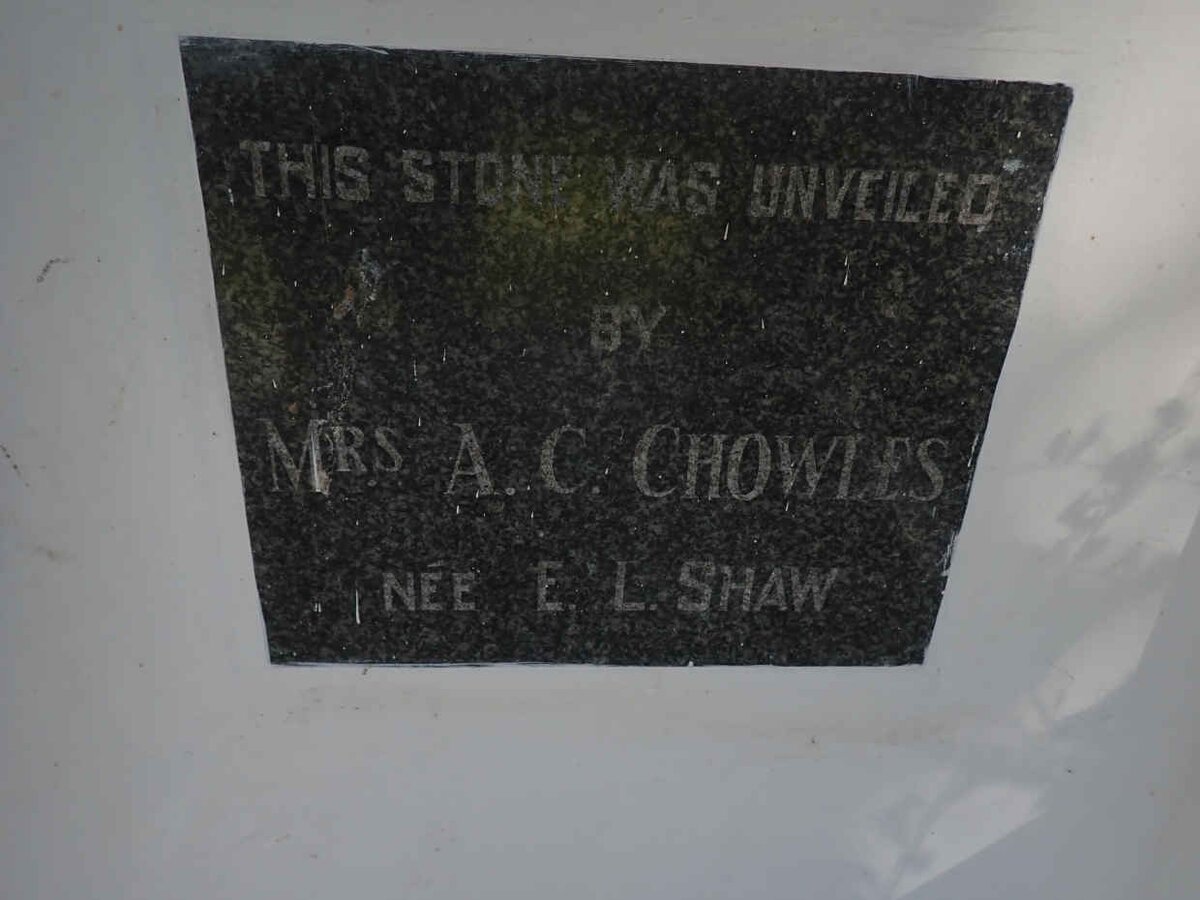 THIS STONE WAS UNVEILED
BY
MRS. A. C. CHOWLES
NÉE E. L. SHAW